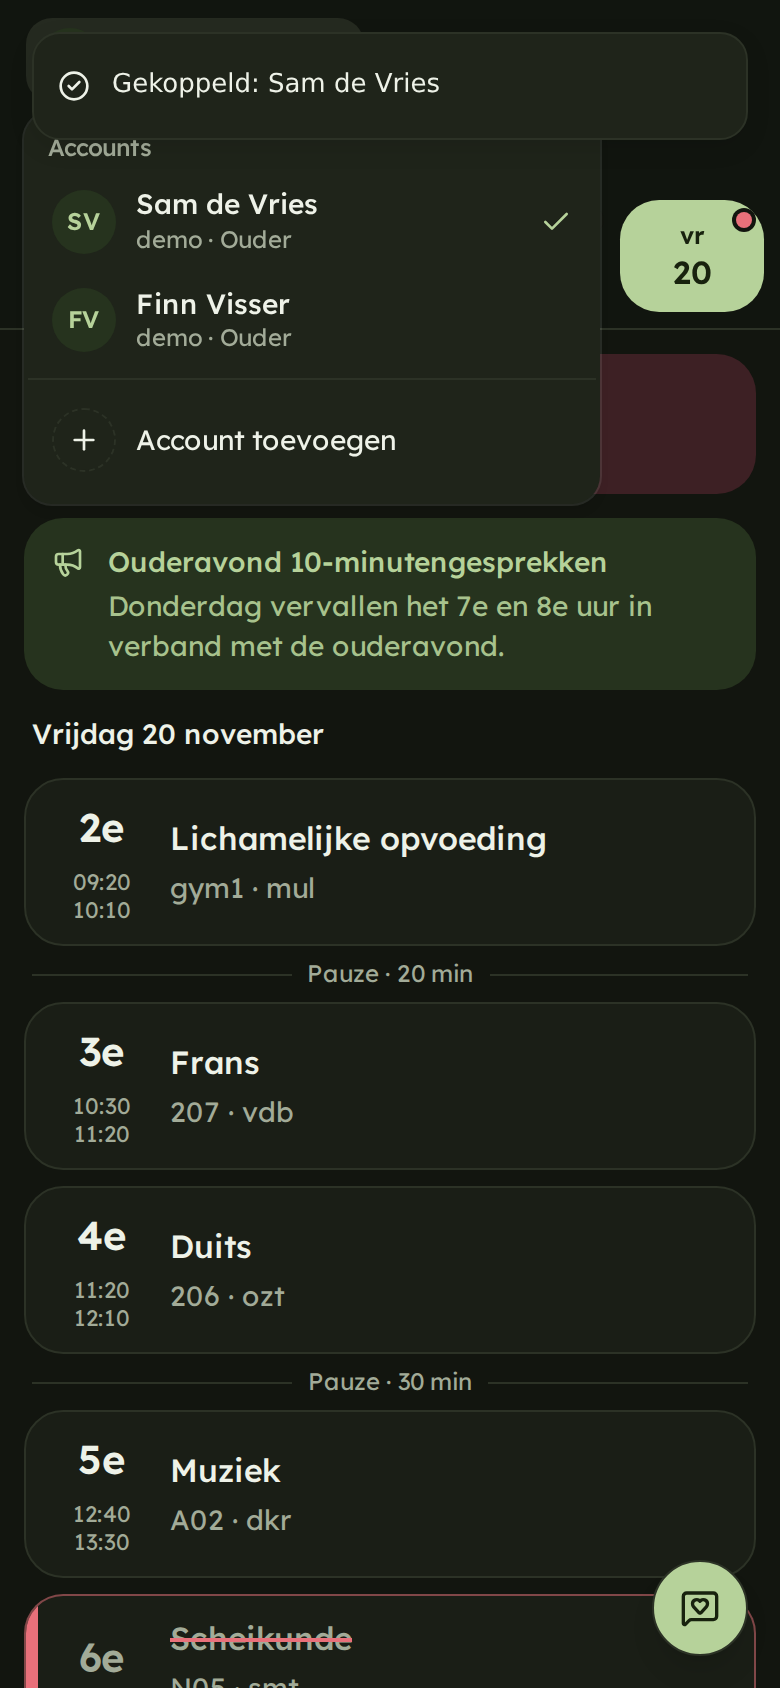 Gekoppeld: Sam de Vries
Accounts
SV
Sam de Vries
demo · Ouder
FV
Finn Visser
demo · Ouder
Account toevoegen
vr
20
Ouderavond 10-minutengesprekken
Donderdag vervallen het 7e en 8e uur in
verband met de ouderavond.
Vrijdag 20 november
2e
09:20
10:10
Lichamelijke opvoeding
gym1 · mul
Pauze · 20 min
3e
10:30
11:20
Frans
207 · vdb
4e
11:20
12:10
Duits
206 · ozt
Pauze · 30 min
5e
12:40
13:30
Muziek
A02 · dkr
6e
Scheikunde
N05 · smt